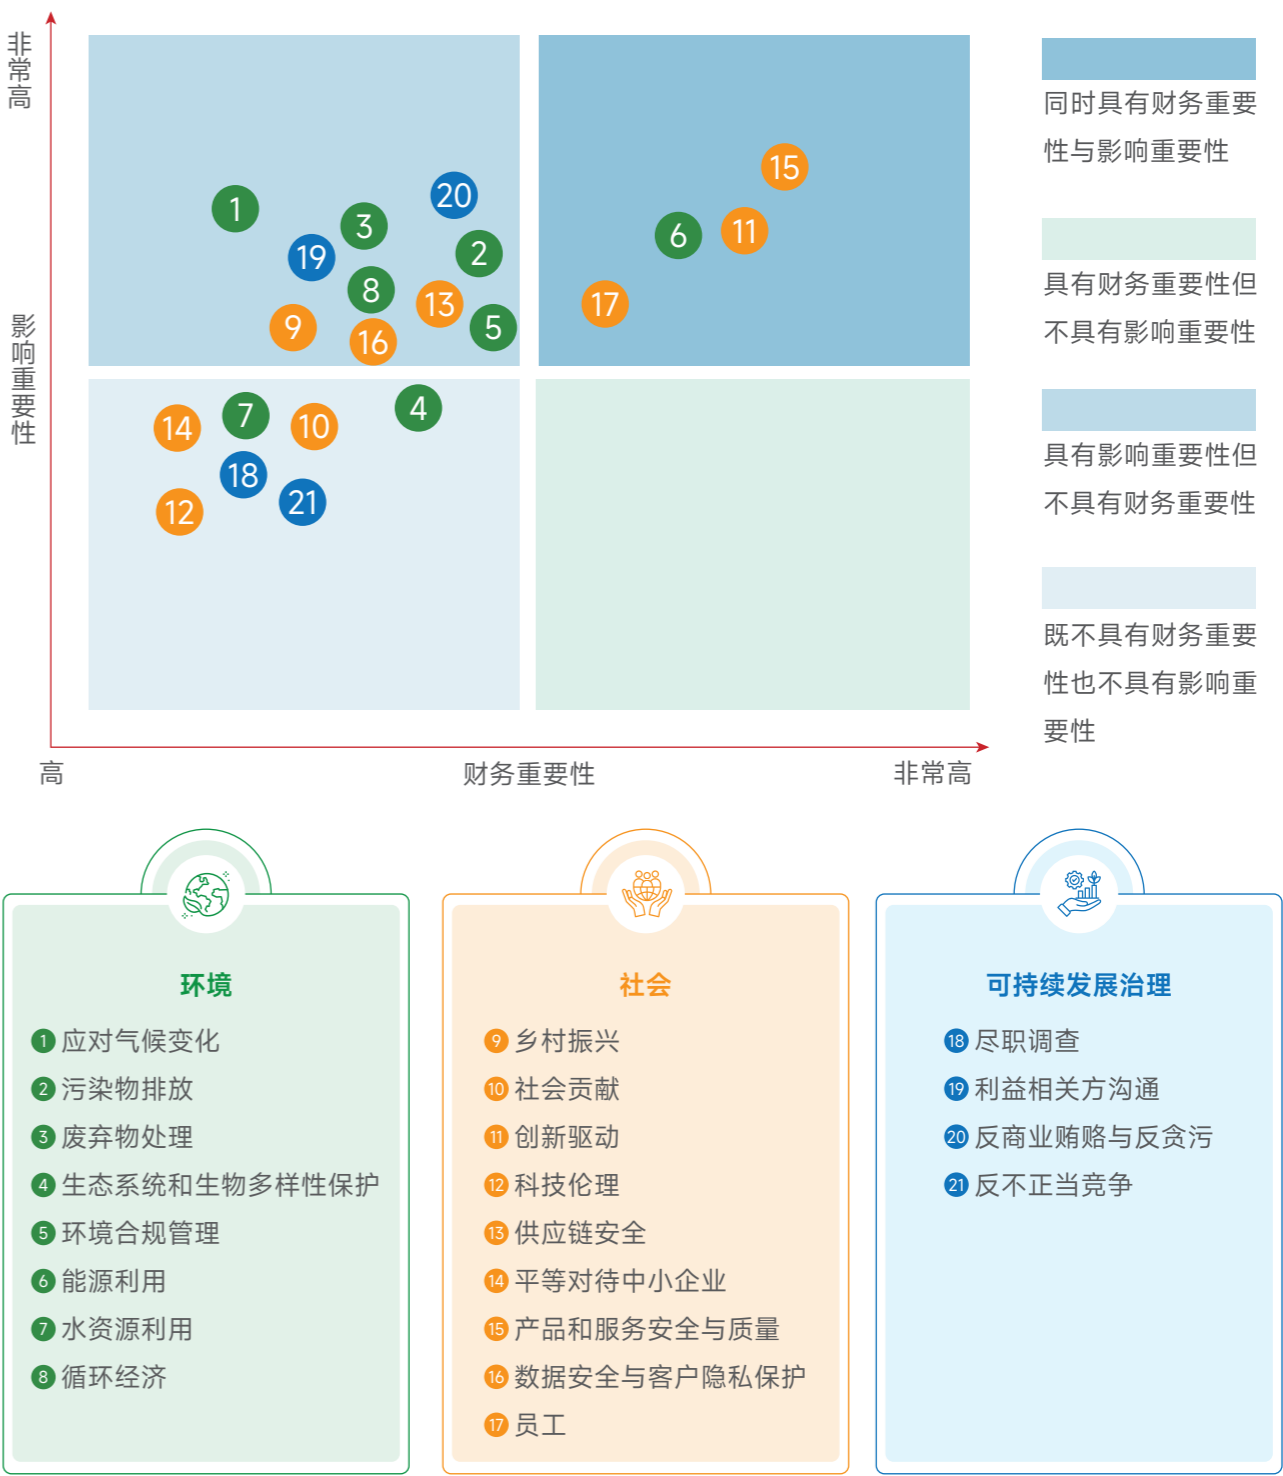 非常高
影响重要性
15
20
1
3
11
6
2
19
8
13
17
9
5
16
4
7
14
10
18
21
12
高
财务重要性
非常高
同时具有财务重要
性与影响重要性
具有财务重要性但
不具有影响重要性
具有影响重要性但
不具有财务重要性
既不具有财务重要
性也不具有影响重
要性
环境
1 应对气候变化
2 污染物排放
3 废弃物处理
4 生态系统和生物多样性保护
5 环境合规管理
6 能源利用
7 水资源利用
8 循环经济
社会
9 乡村振兴
10 社会贡献
11 创新驱动
12 科技伦理
13 供应链安全
14 平等对待中小企业
15 产品和服务安全与质量
16 数据安全与客户隐私保护
17 员工
可持续发展治理
18 尽职调查
19 利益相关方沟通
20 反商业贿赂与反贪污
21 反不正当竞争